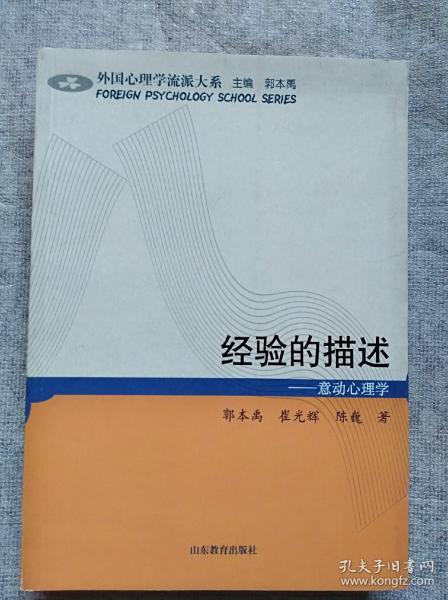 外国心理学流派大系 主编 郭本禹
FOREIGN PSYCHOLOGY SCHOOL SERIES
经验的描述
——意动心理学
郭本禹 崔光辉 陈巍 著
山东教育出版社
孔夫子旧书网
www.kongfz.com